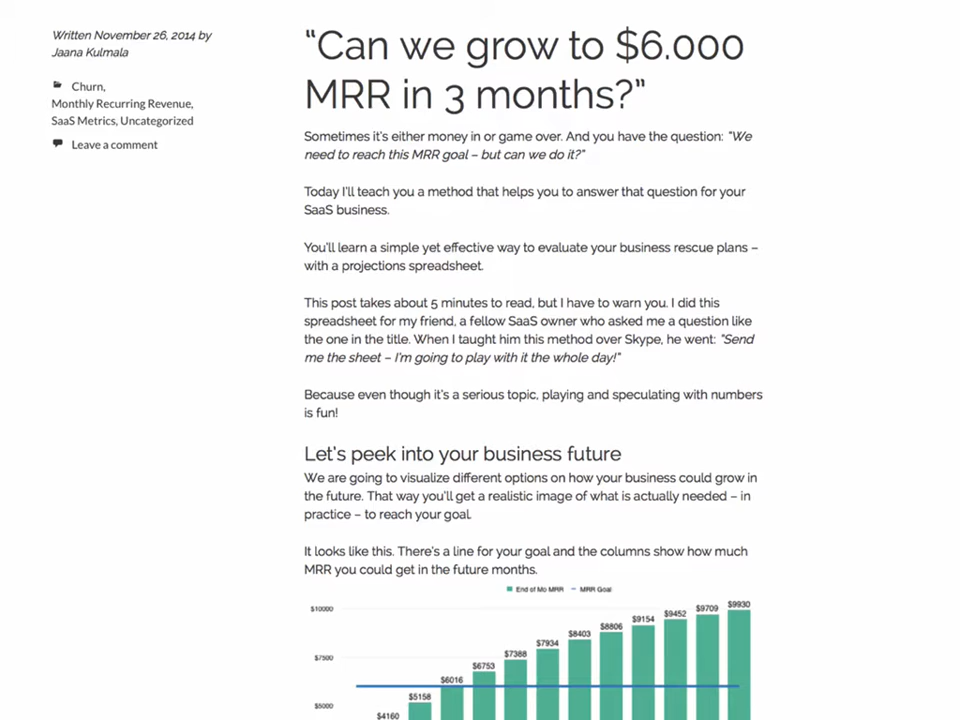 Written November 26, 2014 by
Jaana Kulmala
Churn,
Monthly Recurring Revenue,
SaaS Metrics, Uncategorized
Leave a comment
“Can we grow to $6.000
MRR in 3 months?”
Sometimes it's either money in or game over. And you have the question: “We
need to reach this MRR goal – but can we do it?”
Today I'll teach you a method that helps you to answer that question for your
SaaS business.
You'll learn a simple yet effective way to evaluate your business rescue plans –
with a projections spreadsheet.
This post takes about 5 minutes to read, but I have to warn you. I did this
spreadsheet for my friend, a fellow SaaS owner who asked me a question like
the one in the title. When I taught him this method over Skype, he went: “Send
me the sheet – I'm going to play with it the whole day!”
Because even though it's a serious topic, playing and speculating with numbers
is fun!
Let's peek into your business future
We are going to visualize different options on how your business could grow in
the future. That way you'll get a realistic image of what is actually needed – in
practice – to reach your goal.
It looks like this. There's a line for your goal and the columns show how much
MRR you could get in the future months.
End of Mo MRR MRR Goal
$10000
$7500
$5000
$4160
$5158
$6016
$6753
$7388
$7934
$8403
$8806
$9154
$9452
$9709
$9930